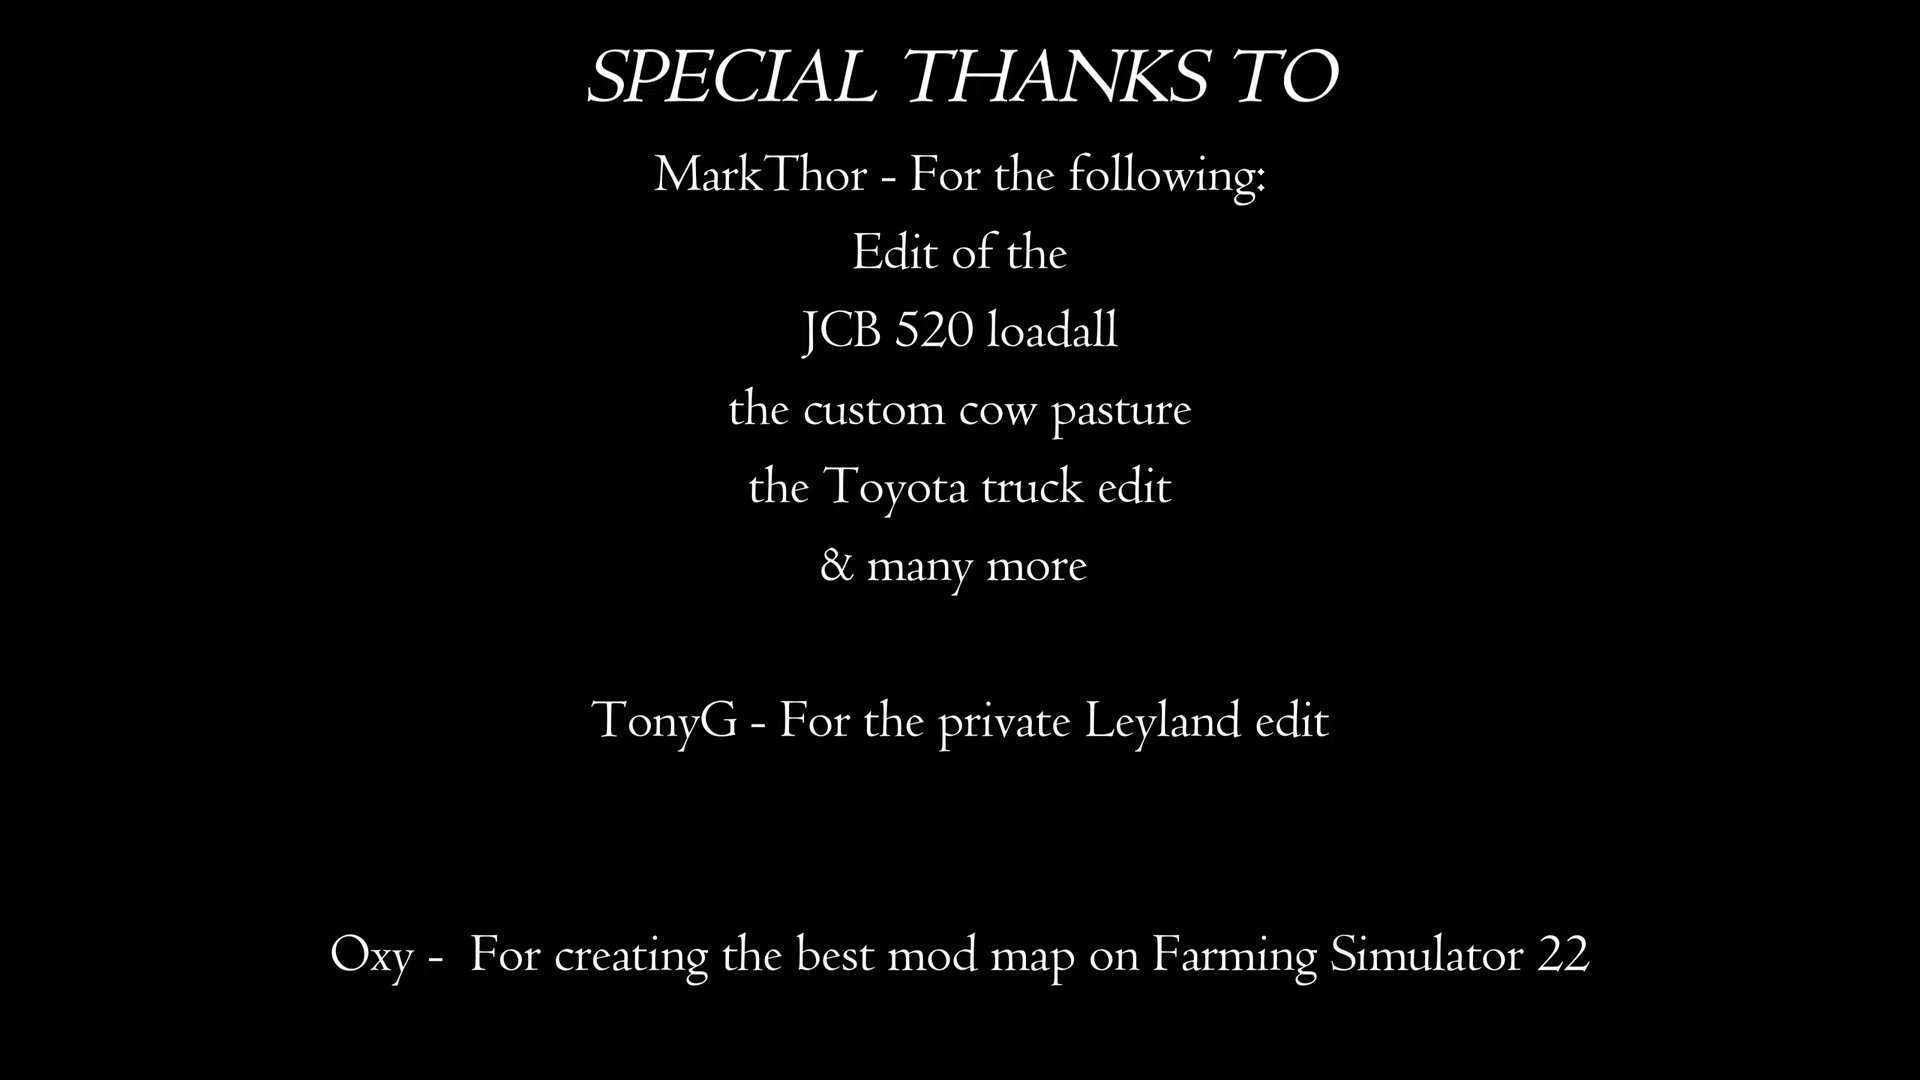 SPECIAL THANKS TO
MarkThor - For the following:
Edit of the
JCB 520 loadall
the custom cow pasture
the Toyota truck edit
& many more
TonyG - For the private Leyland edit
Oxy -  For creating the best mod map on Farming Simulator 22